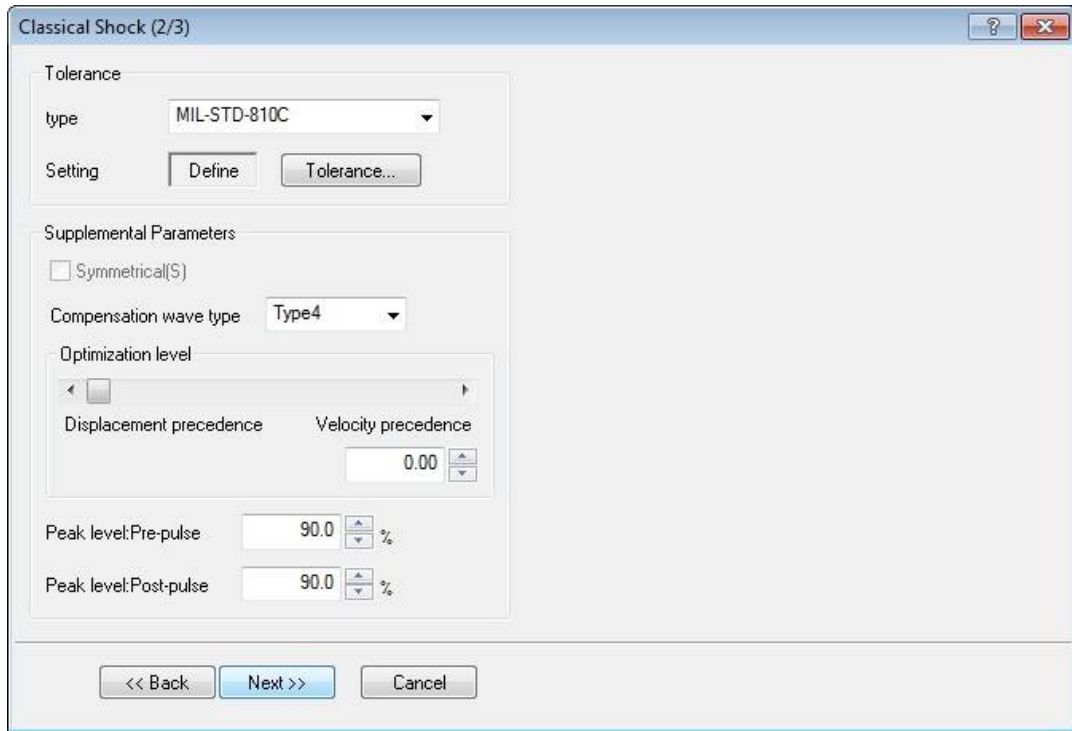 Classical Shock (2/3)
Tolerance
type MIL-STD-810C
Setting Define Tolerance...
Supplemental Parameters
Symmetrical(S)
Compensation wave type Type4
Optimization level
Displacement precedence Velocity precedence
0.00
Peak level:Pre-pulse 90.0 %
Peak level:Post-pulse 90.0 %
<< Back Next >> Cancel